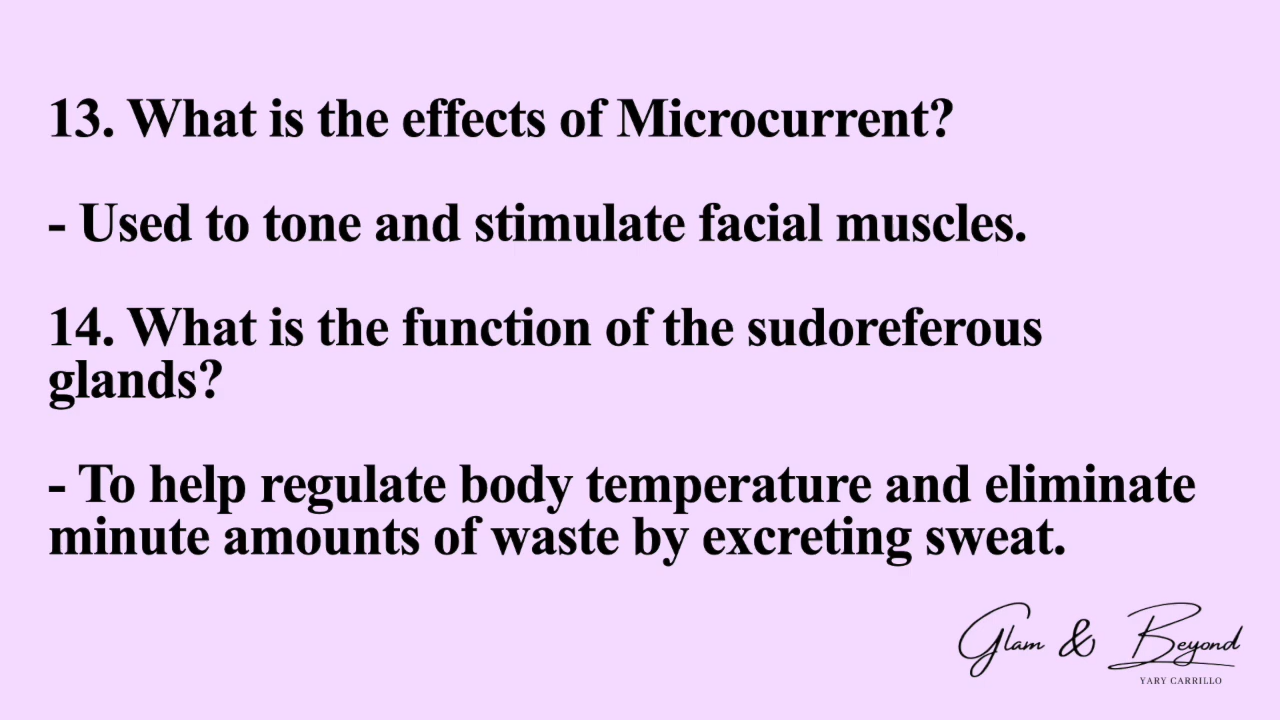 13. What is the effects of Microcurrent?
- Used to tone and stimulate facial muscles.
14. What is the function of the sudoreferous
glands?
- To help regulate body temperature and eliminate
minute amounts of waste by excreting sweat.
Glam & Beyond
YARY CARRILLO